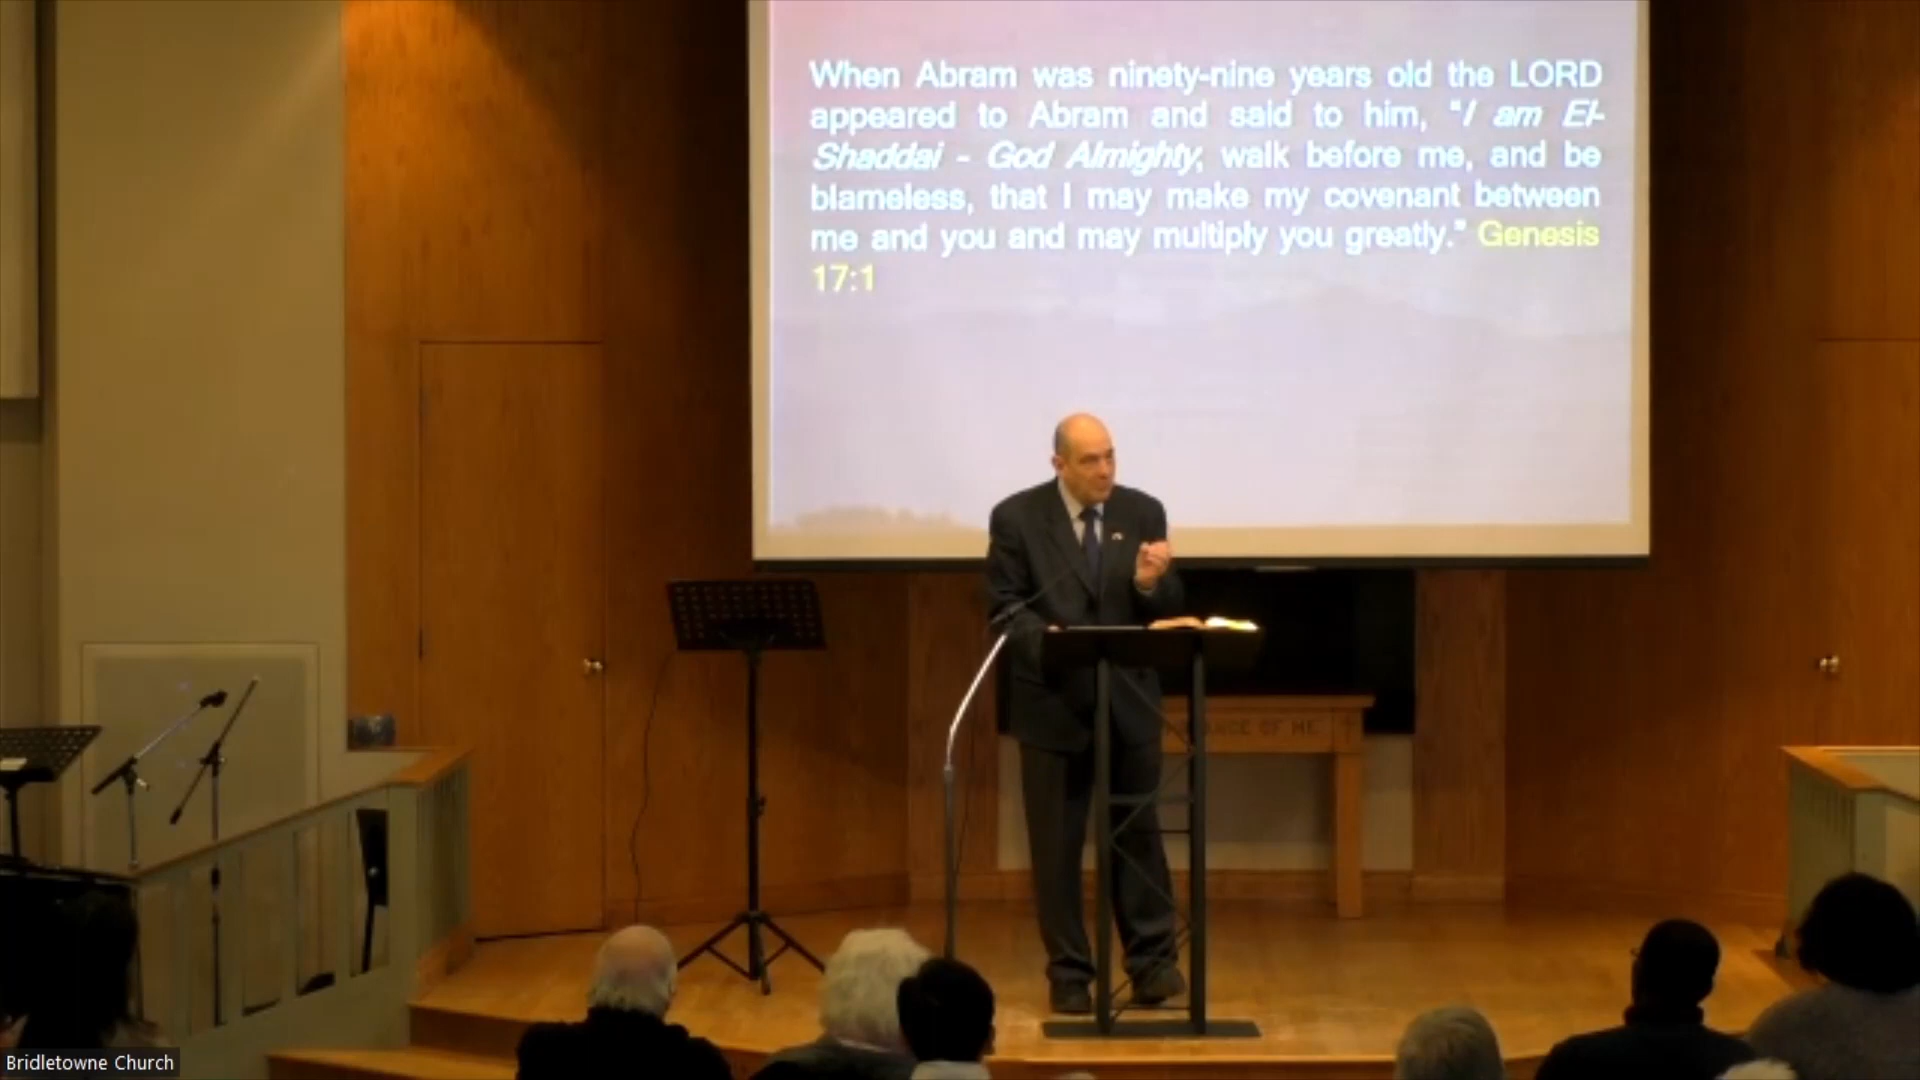 When Abram was ninety-nine years old the LORD
appeared to Abram and said to him, “I am El-
Shaddai - God Almighty; walk before me, and be
blameless, that I may make my covenant between
me and you and may multiply you greatly.” Genesis
17:1
OF ME
Bridletowne Church